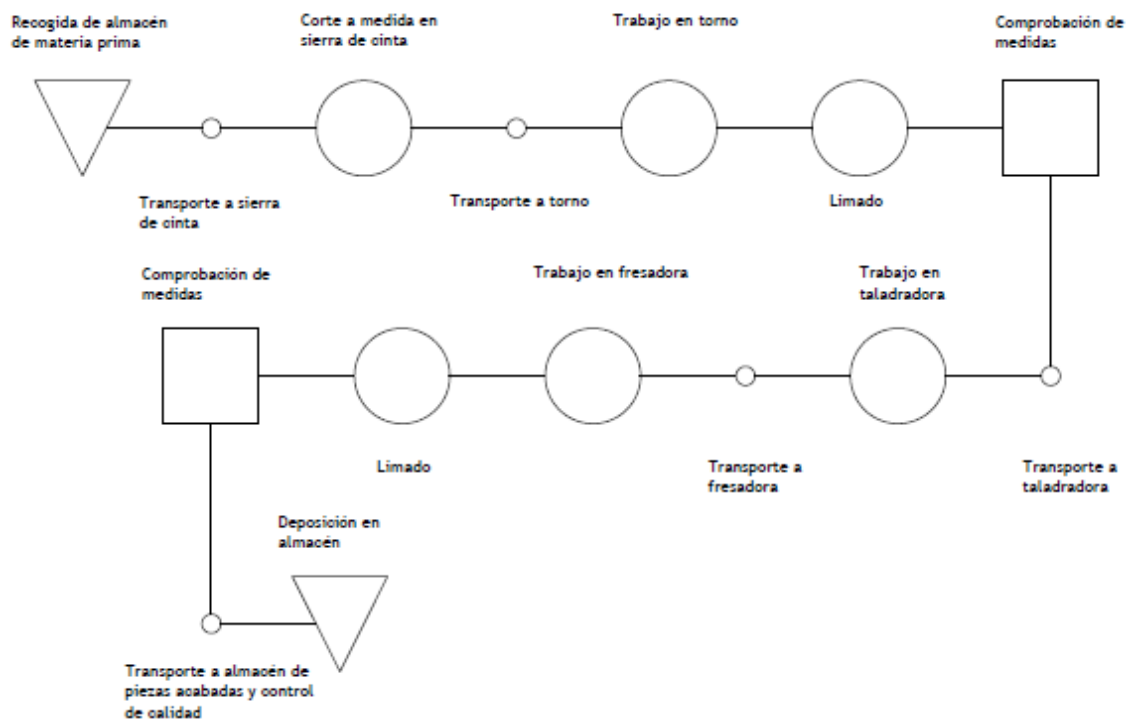 Recogida de almacén
de materia prima
Corte a medida en
sierra de cinta
Trabajo en torno
Comprobación de
medidas
Transporte a sierra
de cinta
Transporte a torno
Limado
Comprobación de
medidas
Trabajo en fresadora
Trabajo en
taladradora
Limado
Transporte a
fresadora
Transporte a
taladradora
Deposición en
almacén
Transporte a almacén de
piezas acabadas y control
de calidad